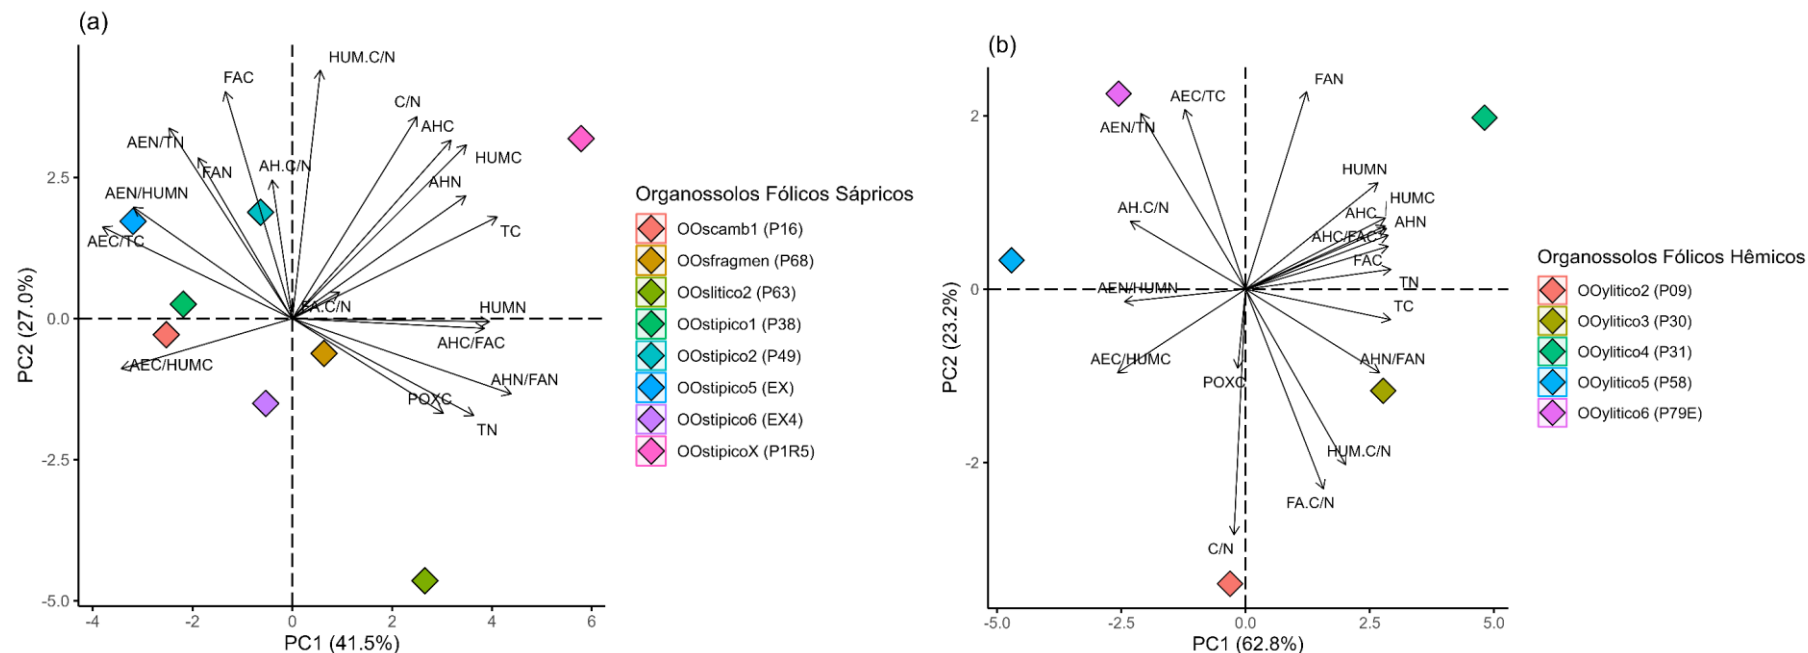 (a)
HUM.C/N
FAC
C/N
AHC
AEN/TN
HUMC
FAN
AH.C/N
AHN
AEN/HUMN
TC
AEC/TC
FA.C/N
HUMN
AHC/FAC
AEC/HUMC
AHN/FAN
POXC
TN
2.5
0.0
-2.5
-5.0
PC2 (27.0%)
-4
-2
0
2
4
6
PC1 (41.5%)
Organossolos Fólicos Sápricos
OOscamb1 (P16)
OOsfragmen (P68)
OOslitico2 (P63)
OOstipico1 (P38)
OOstipico2 (P49)
OOstipico5 (EX)
OOstipico6 (EX4)
OOstipicoX (P1R5)
(b)
FAN
AEC/TC
AEN/TN
HUMN
HUMC
AH.C/N
AHC
AHN
AHC/FAC
FAC
TN
AEN/HUMN
TC
AEC/HUMC
AHN/FAN
POXC
HUM.C/N
FA.C/N
C/N
2
0
-2
PC2 (23.2%)
-5.0
-2.5
0.0
2.5
5.0
PC1 (62.8%)
Organossolos Fólicos Hêmicos
OOylitico2 (P09)
OOylitico3 (P30)
OOylitico4 (P31)
OOylitico5 (P58)
OOylitico6 (P79E)